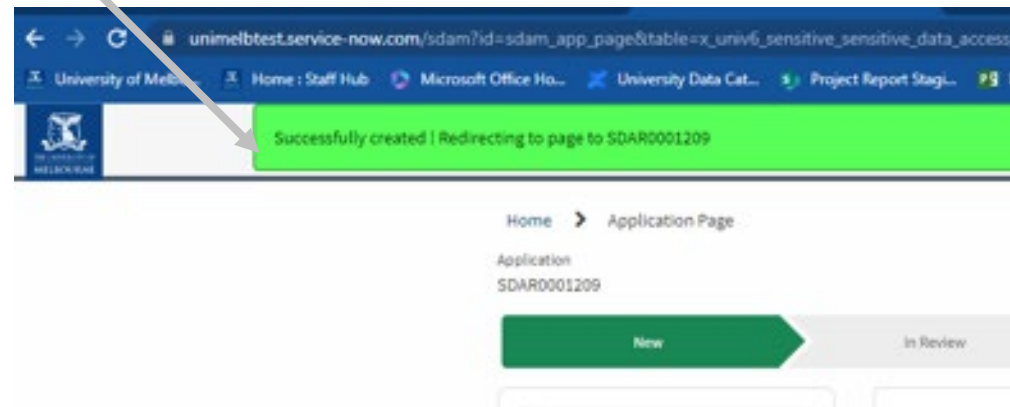 unimelbtest.service-now.com/sdam?id=sdam_app_page&table=x_univ6_sensitive_sensitive_data_access
University of Melb... Home : Staff Hub Microsoft Office Ho... University Data Cat... Project Report Stagi...
Successfully created | Redirecting to page to SDAR0001209
MELBOURNE
Home > Application Page
Application
SDAR0001209
New In Review